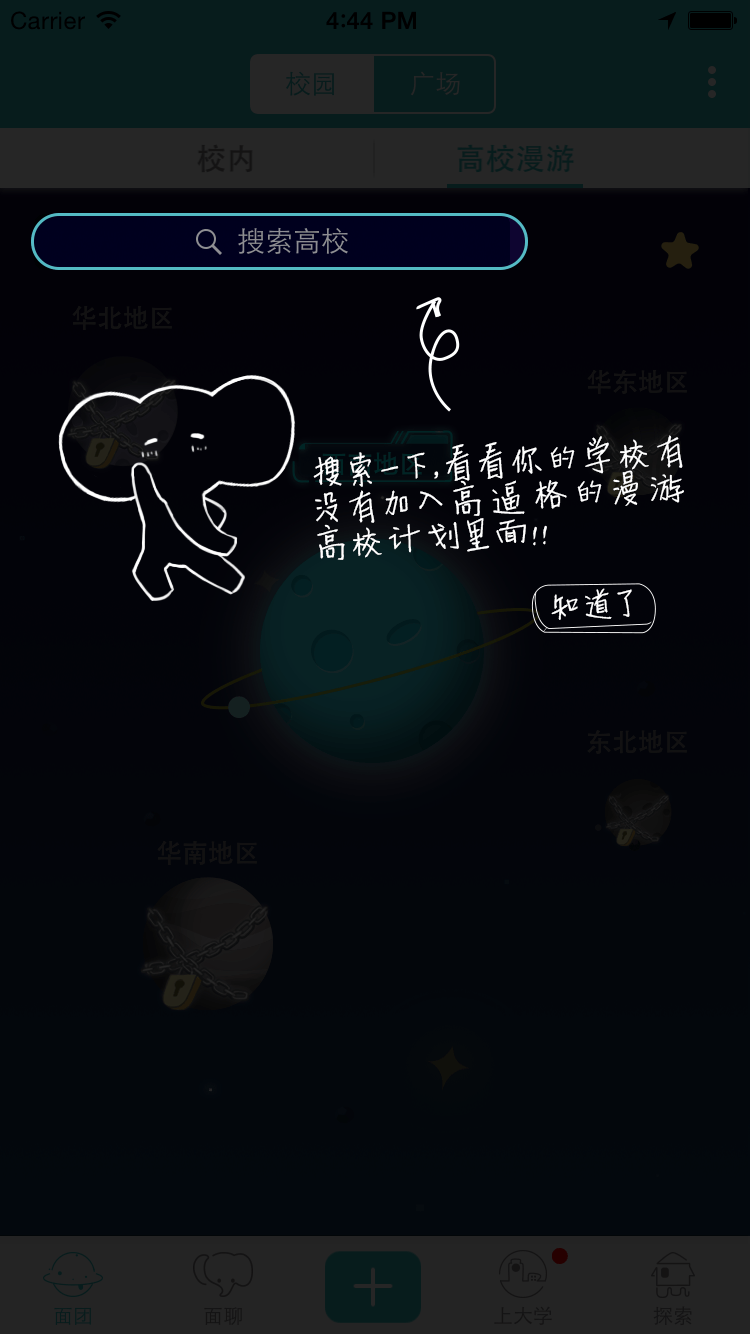 Carrier 4:44 PM
校园 广场
校内 高校漫游
搜索高校
华北地区
华东地区
搜索一下,看看你的学校有
没有加入高逼格的漫游
高校计划里面!!
知道了
东北地区
华南地区
面团 面聊 上大学 探索